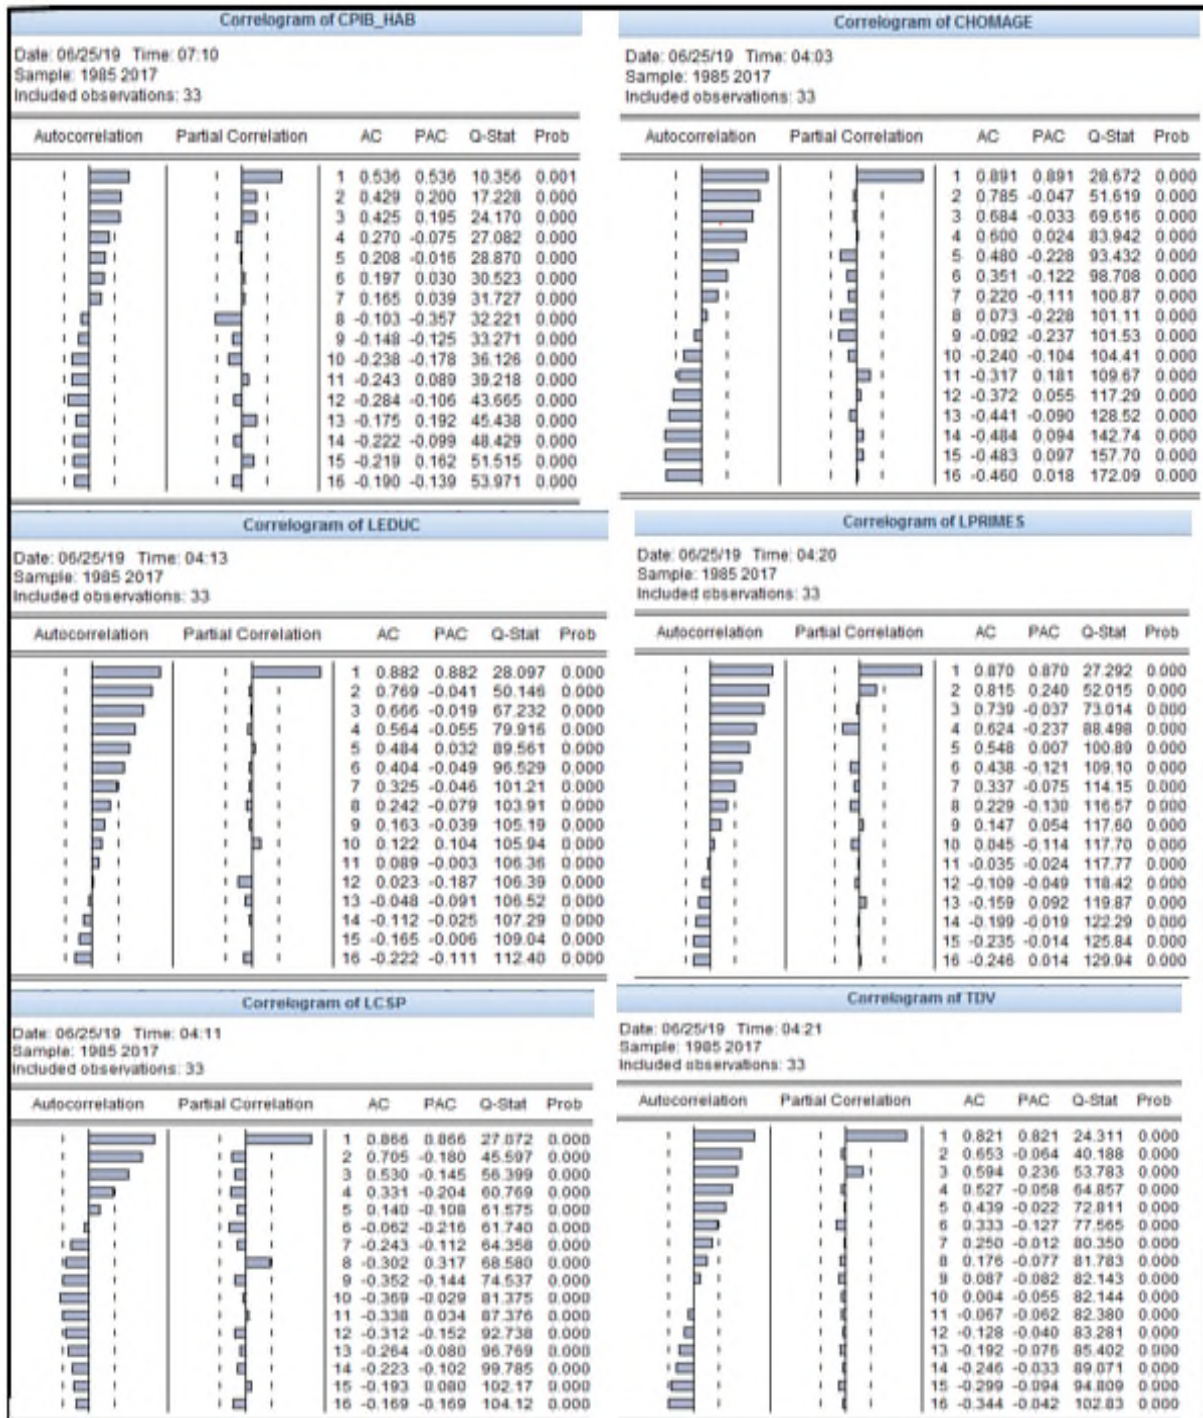 Correlogram of CPIB_HAB
Date: 06/25/19 Time: 07:10
Sample: 1985 2017
Included observations: 33
Autocorrelation Partial Correlation AC PAC Q-Stat Prob
1 0.536 0.536 10.356 0.001
2 0.429 0.200 17.228 0.000
3 0.425 0.195 24.170 0.000
4 0.270 -0.075 27.082 0.000
5 0.208 -0.016 28.870 0.000
6 0.197 0.030 30.523 0.000
7 0.165 0.039 31.727 0.000
8 -0.103 -0.357 32.221 0.000
9 -0.148 -0.125 33.271 0.000
10 -0.238 -0.178 36.126 0.000
11 -0.243 0.089 39.218 0.000
12 -0.284 -0.106 43.665 0.000
13 -0.175 0.192 45.438 0.000
14 -0.222 -0.099 48.429 0.000
15 -0.219 0.162 51.515 0.000
16 -0.190 -0.139 53.971 0.000
Correlogram of CHOMAGE
Date: 06/25/19 Time: 04:03
Sample: 1985 2017
Included observations: 33
Autocorrelation Partial Correlation AC PAC Q-Stat Prob
1 0.891 0.891 28.672 0.000
2 0.785 -0.047 51.619 0.000
3 0.684 -0.033 69.616 0.000
4 0.600 0.024 83.942 0.000
5 0.480 -0.228 93.432 0.000
6 0.351 -0.122 98.708 0.000
7 0.220 -0.111 100.87 0.000
8 0.073 -0.228 101.11 0.000
9 -0.092 -0.237 101.53 0.000
10 -0.240 -0.104 104.41 0.000
11 -0.317 0.181 109.67 0.000
12 -0.372 0.055 117.29 0.000
13 -0.441 -0.090 128.52 0.000
14 -0.484 0.094 142.74 0.000
15 -0.483 0.097 157.70 0.000
16 -0.460 0.018 172.09 0.000
Correlogram of LEDUC
Date: 06/25/19 Time: 04:13
Sample: 1985 2017
Included observations: 33
Autocorrelation Partial Correlation AC PAC Q-Stat Prob
1 0.882 0.882 28.097 0.000
2 0.769 -0.041 50.146 0.000
3 0.666 -0.019 67.232 0.000
4 0.564 -0.055 79.916 0.000
5 0.484 0.032 89.561 0.000
6 0.404 -0.049 96.529 0.000
7 0.325 -0.046 101.21 0.000
8 0.242 -0.079 103.91 0.000
9 0.163 -0.039 105.19 0.000
10 0.122 0.104 105.94 0.000
11 0.089 -0.003 106.36 0.000
12 0.023 -0.187 106.39 0.000
13 -0.048 -0.091 106.52 0.000
14 -0.112 -0.025 107.29 0.000
15 -0.165 -0.006 109.04 0.000
16 -0.222 -0.111 112.40 0.000
Correlogram of LPRIMES
Date: 06/25/19 Time: 04:20
Sample: 1985 2017
Included observations: 33
Autocorrelation Partial Correlation AC PAC Q-Stat Prob
1 0.870 0.870 27.292 0.000
2 0.815 0.240 52.015 0.000
3 0.739 -0.037 73.014 0.000
4 0.624 -0.237 88.498 0.000
5 0.548 0.007 100.89 0.000
6 0.438 -0.121 109.10 0.000
7 0.337 -0.075 114.15 0.000
8 0.229 -0.130 116.57 0.000
9 0.147 0.054 117.60 0.000
10 0.045 -0.114 117.70 0.000
11 -0.035 -0.024 117.77 0.000
12 -0.109 -0.049 118.42 0.000
13 -0.159 0.092 119.87 0.000
14 -0.199 -0.019 122.29 0.000
15 -0.235 -0.014 125.84 0.000
16 -0.246 0.014 129.94 0.000
Correlogram of LCSP
Date: 06/25/19 Time: 04:11
Sample: 1985 2017
Included observations: 33
Autocorrelation Partial Correlation AC PAC Q-Stat Prob
1 0.866 0.866 27.072 0.000
2 0.705 -0.180 45.597 0.000
3 0.530 -0.145 56.399 0.000
4 0.331 -0.204 60.769 0.000
5 0.140 -0.108 61.575 0.000
6 -0.062 -0.216 61.740 0.000
7 -0.243 -0.112 64.358 0.000
8 -0.302 0.317 68.580 0.000
9 -0.352 -0.144 74.537 0.000
10 -0.369 -0.029 81.375 0.000
11 -0.338 0.034 87.376 0.000
12 -0.312 -0.152 92.738 0.000
13 -0.264 -0.080 96.769 0.000
14 -0.223 -0.102 99.785 0.000
15 -0.193 0.080 102.17 0.000
16 -0.169 -0.169 104.12 0.000
Correlogram of TDV
Date: 06/25/19 Time: 04:21
Sample: 1985 2017
Included observations: 33
Autocorrelation Partial Correlation AC PAC Q-Stat Prob
1 0.821 0.821 24.311 0.000
2 0.653 -0.064 40.188 0.000
3 0.594 0.236 53.783 0.000
4 0.527 -0.058 64.857 0.000
5 0.439 -0.022 72.811 0.000
6 0.333 -0.127 77.565 0.000
7 0.250 -0.012 80.350 0.000
8 0.176 -0.077 81.783 0.000
9 0.087 -0.082 82.143 0.000
10 0.004 -0.055 82.144 0.000
11 -0.067 -0.062 82.380 0.000
12 -0.128 -0.040 83.281 0.000
13 -0.192 -0.076 85.402 0.000
14 -0.246 -0.033 89.071 0.000
15 -0.299 -0.094 94.809 0.000
16 -0.344 -0.042 102.83 0.000